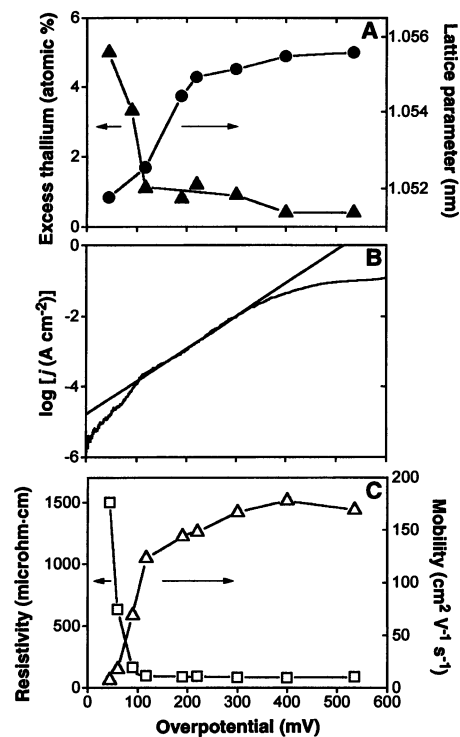 A
Excess thallium (atomic %)
6
4
2
0
Lattice parameter (nm)
1.056
1.054
1.052
B
log [j (A cm-2)]
0
-2
-4
-6
C
Resistivity (microhm·cm)
1500
1000
500
0
Mobility (cm2 V-1 s-1)
200
150
100
50
0
0 100 200 300 400 500 600
Overpotential (mV)